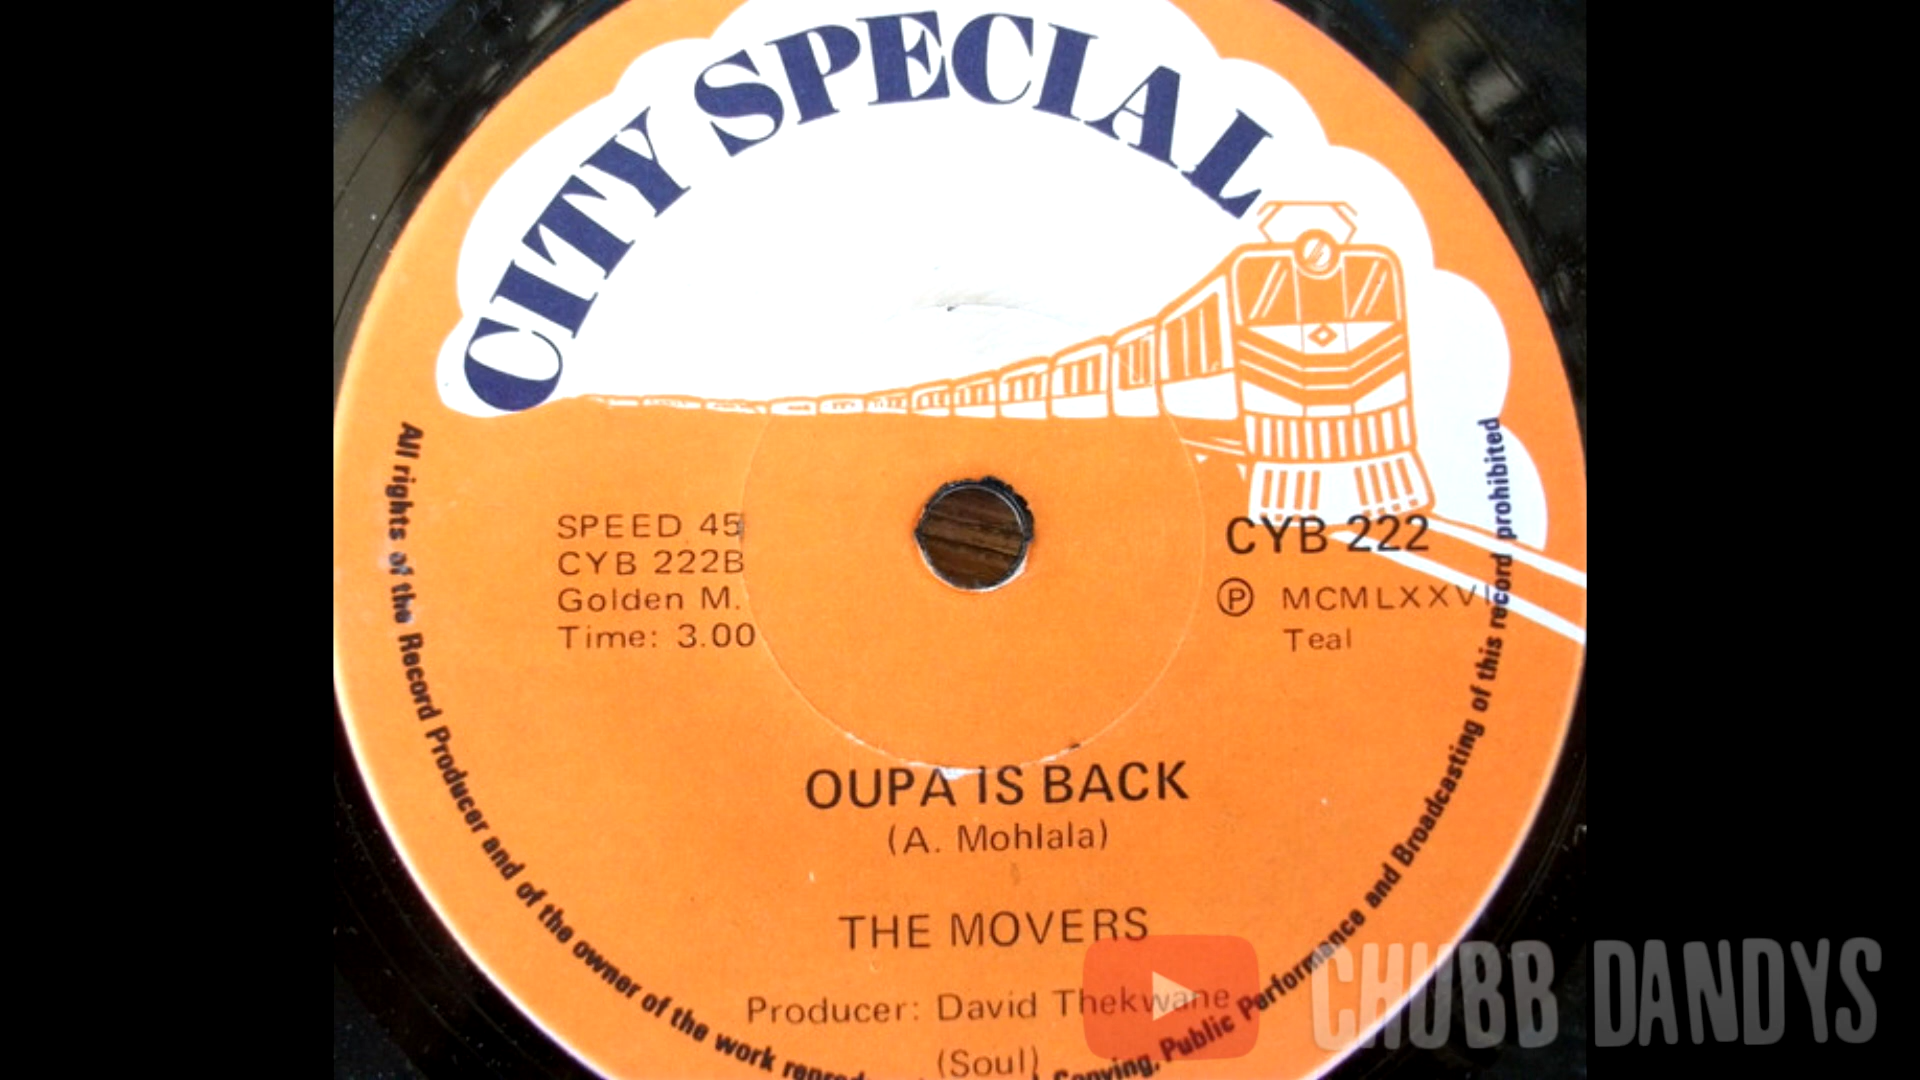 CITY SPECIAL
SPEED 45
CYB 222B
Golden M.
Time: 3.00
CYB 222
Ⓟ MCMLXXVI
Teal
OUPA IS BACK
(A. Mohlala)
THE MOVERS
Producer: David Thekwane
(Soul)
All rights of the Record Producer and of the owner of the work
Copying, Public Performance and Broadcasting of this record prohibited
CHUBB DANDYS